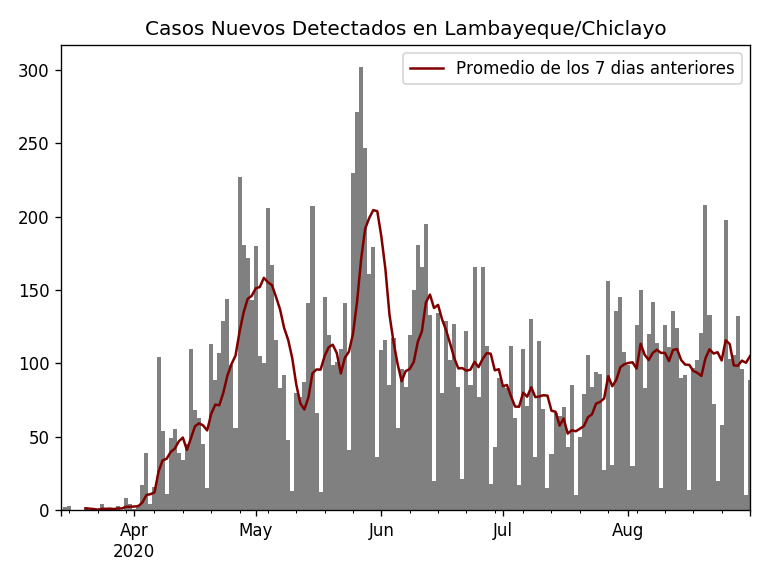 Casos Nuevos Detectados en Lambayeque/Chiclayo
Promedio de los 7 dias anteriores
300
250
200
150
100
50
0
Apr May Jun Jul Aug
2020